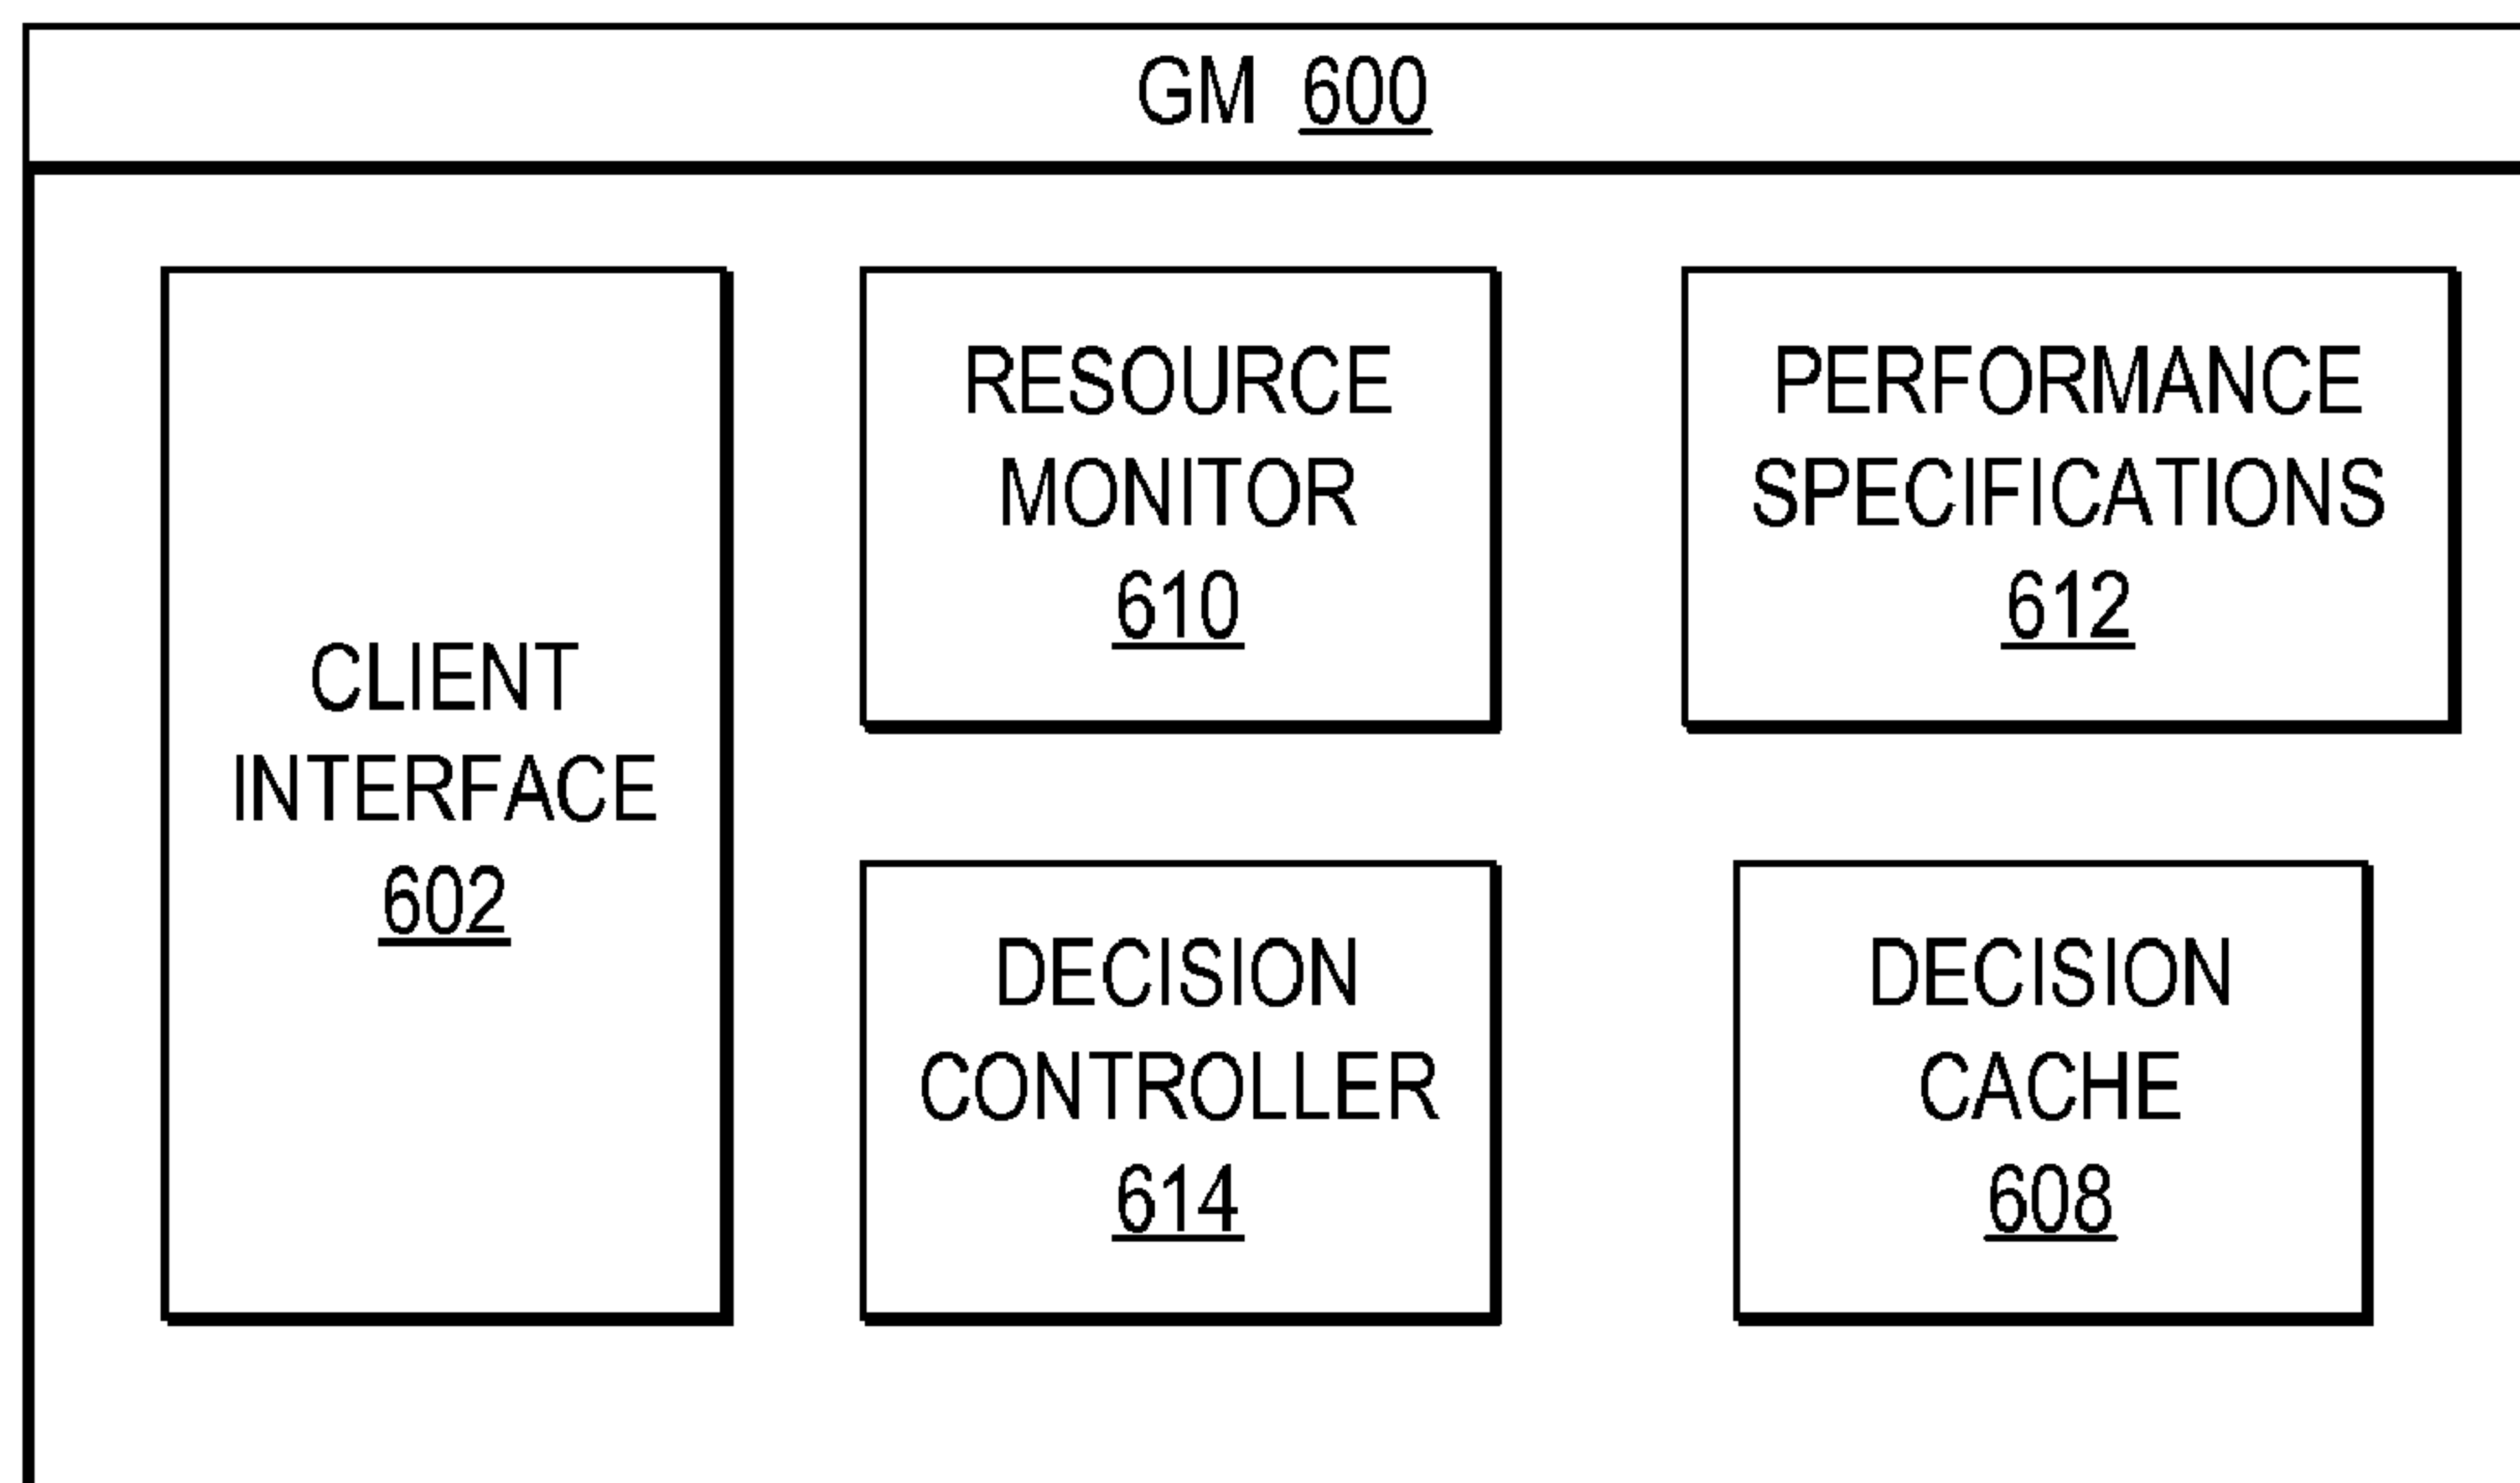 GM 600
CLIENT
INTERFACE
602
RESOURCE
MONITOR
610
PERFORMANCE
SPECIFICATIONS
612
DECISION
CONTROLLER
614
DECISION
CACHE
608